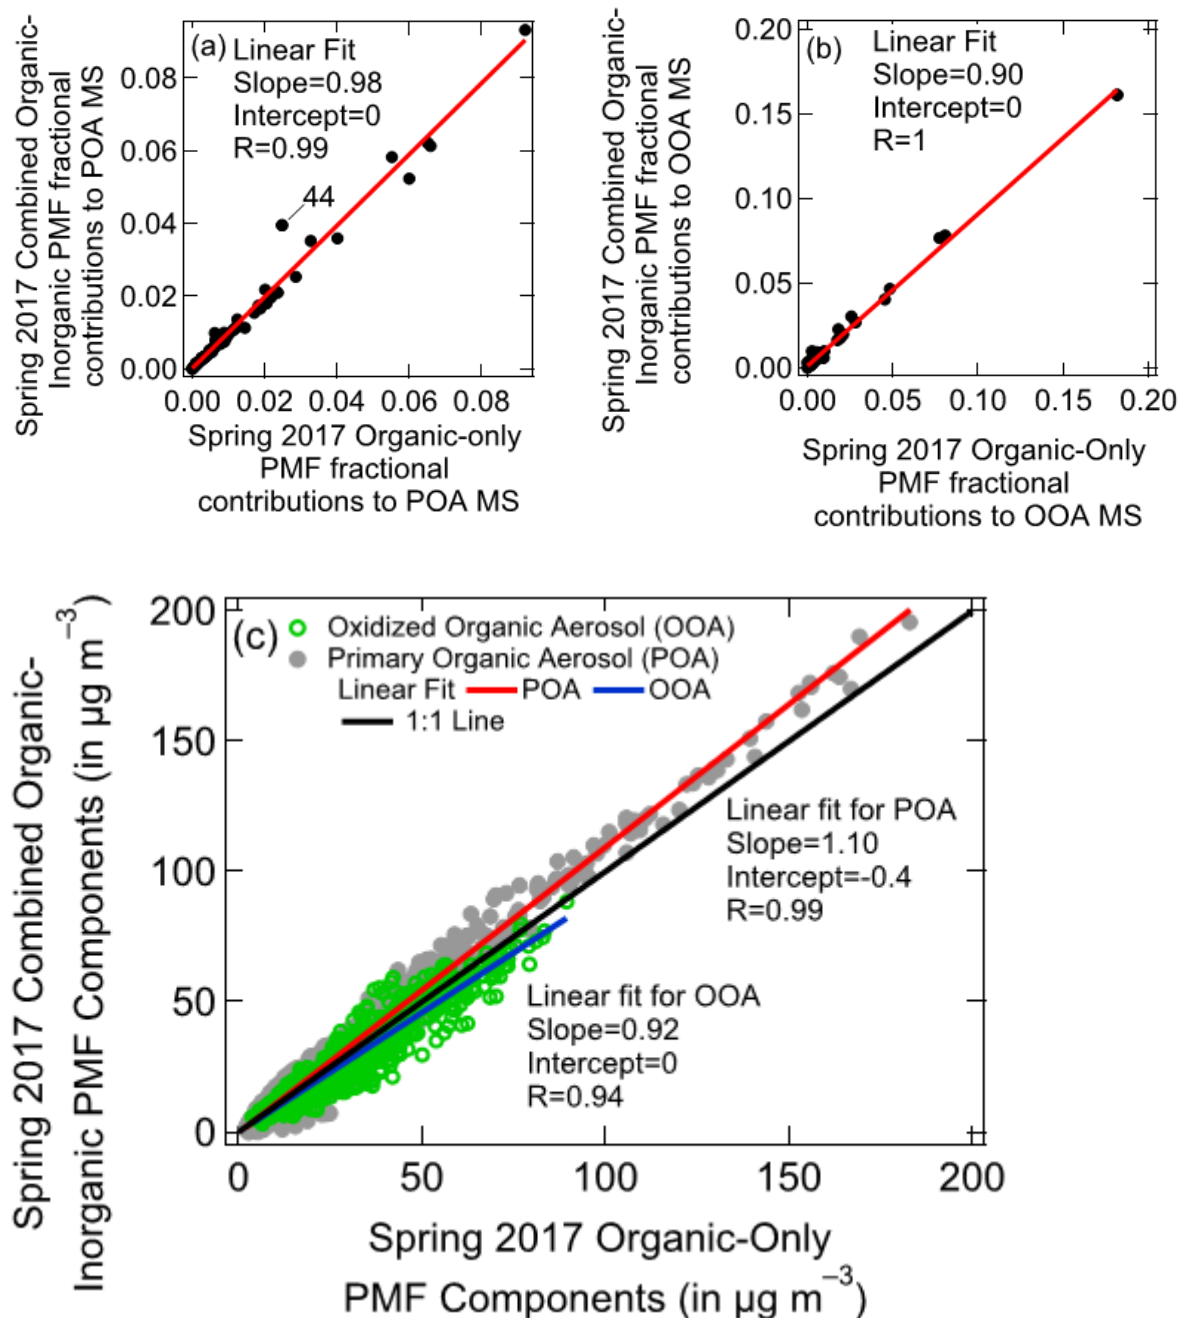 Spring 2017 Combined Organic-
Inorganic PMF fractional
contributions to POA MS
(a)
Linear Fit
Slope=0.98
Intercept=0
R=0.99
44
0.08
0.06
0.04
0.02
0.00
0.00 0.02 0.04 0.06 0.08
Spring 2017 Organic-only
PMF fractional
contributions to POA MS
Spring 2017 Combined Organic-
Inorganic PMF fractional
contributions to OOA MS
(b)
Linear Fit
Slope=0.90
Intercept=0
R=1
0.20
0.15
0.10
0.05
0.00
0.00 0.05 0.10 0.15 0.20
Spring 2017 Organic-Only
PMF fractional
contributions to OOA MS
Spring 2017 Combined Organic-
Inorganic PMF Components (in µg m⁻³)
(c)
Oxidized Organic Aerosol (OOA)
Primary Organic Aerosol (POA)
Linear Fit POA OOA
1:1 Line
Linear fit for POA
Slope=1.10
Intercept=-0.4
R=0.99
Linear fit for OOA
Slope=0.92
Intercept=0
R=0.94
200
150
100
50
0
0 50 100 150 200
Spring 2017 Organic-Only
PMF Components (in µg m⁻³)